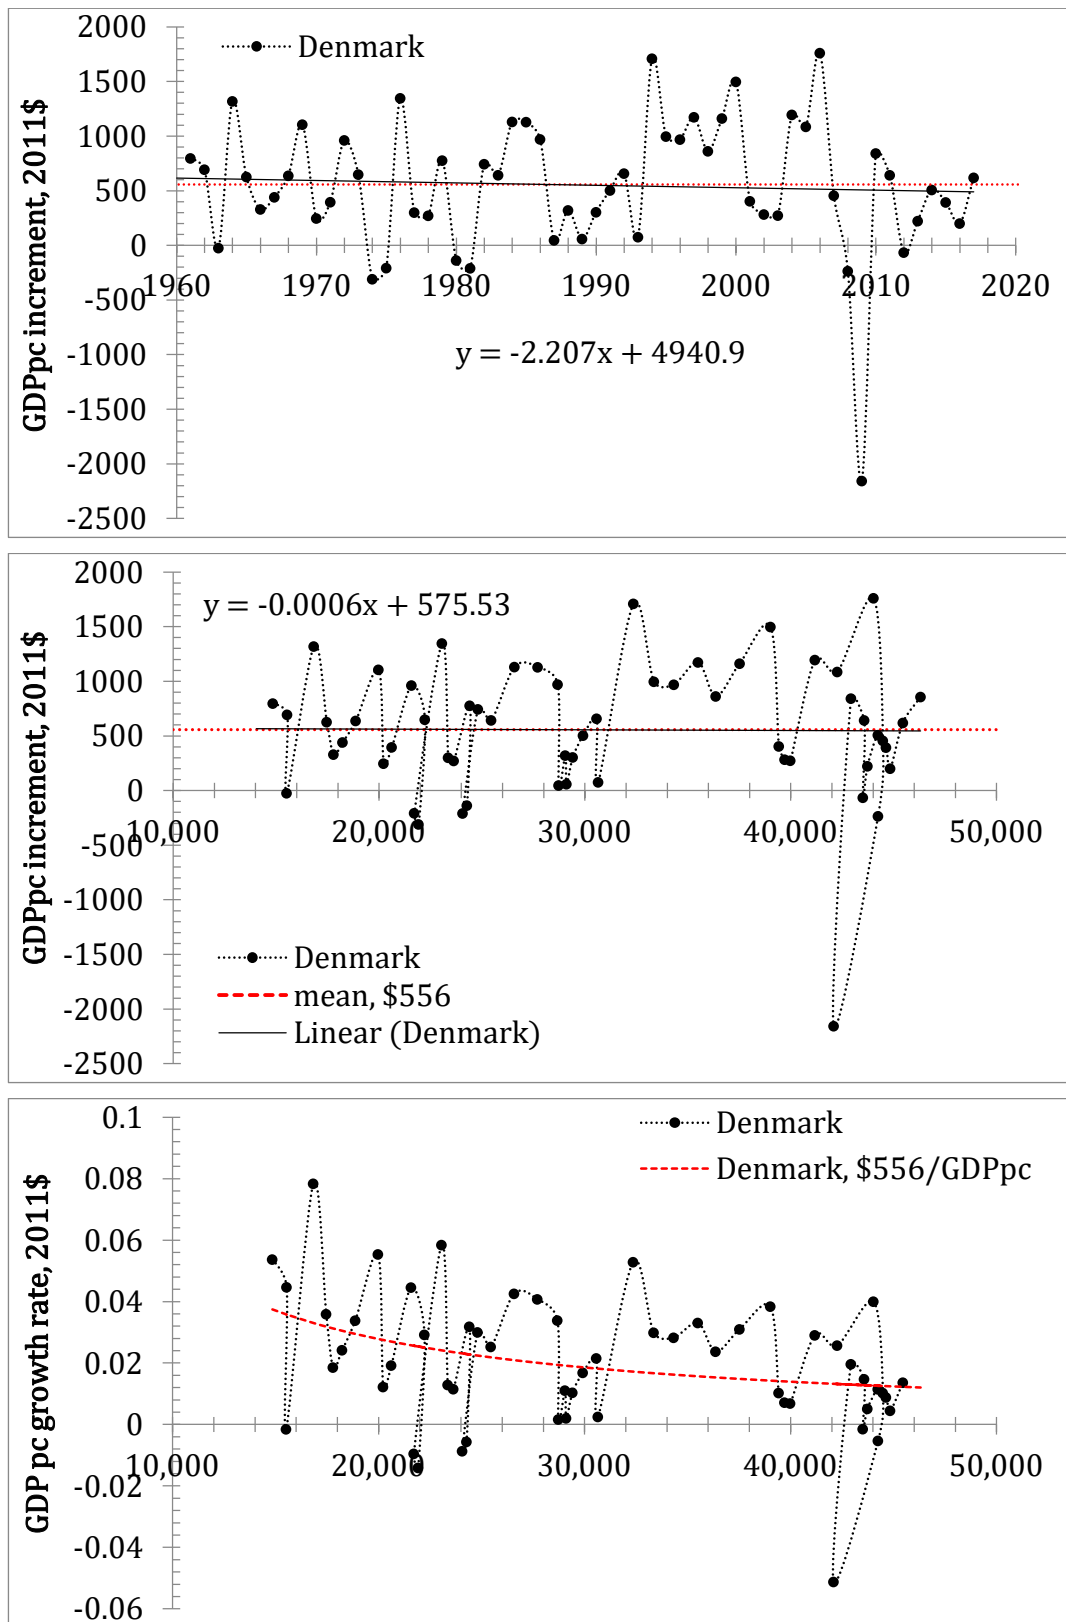 2000
1500
1000
500
0
-500
-1000
-1500
-2000
-2500
GDPpc increment, 2011$
Denmark
1960 1970 1980 1990 2000 2010 2020
y = -2.207x + 4940.9
2000
1500
1000
500
0
-500
-1000
-1500
-2000
-2500
GDPpc increment, 2011$
y = -0.0006x + 575.53
10,000 20,000 30,000 40,000 50,000
Denmark
mean, $556
Linear (Denmark)
0.1
0.08
0.06
0.04
0.02
0
-0.02
-0.04
-0.06
GDP pc growth rate, 2011$
Denmark
Denmark, $556/GDPpc
10,000 20,000 30,000 40,000 50,000